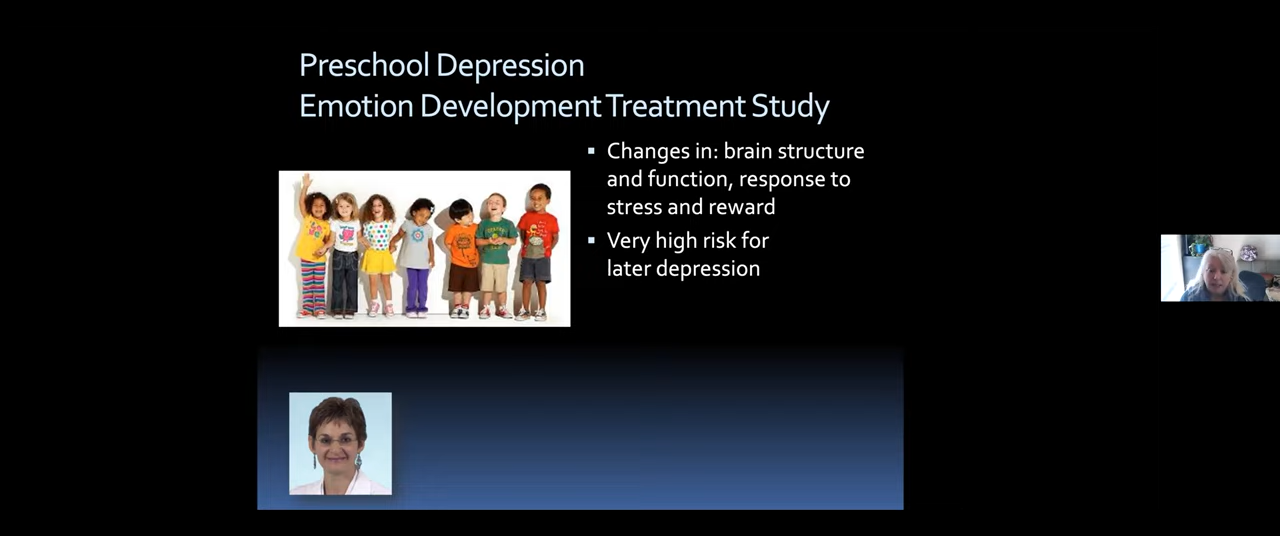 Preschool Depression
Emotion Development Treatment Study
Changes in: brain structure
and function, response to
stress and reward
Very high risk for
later depression